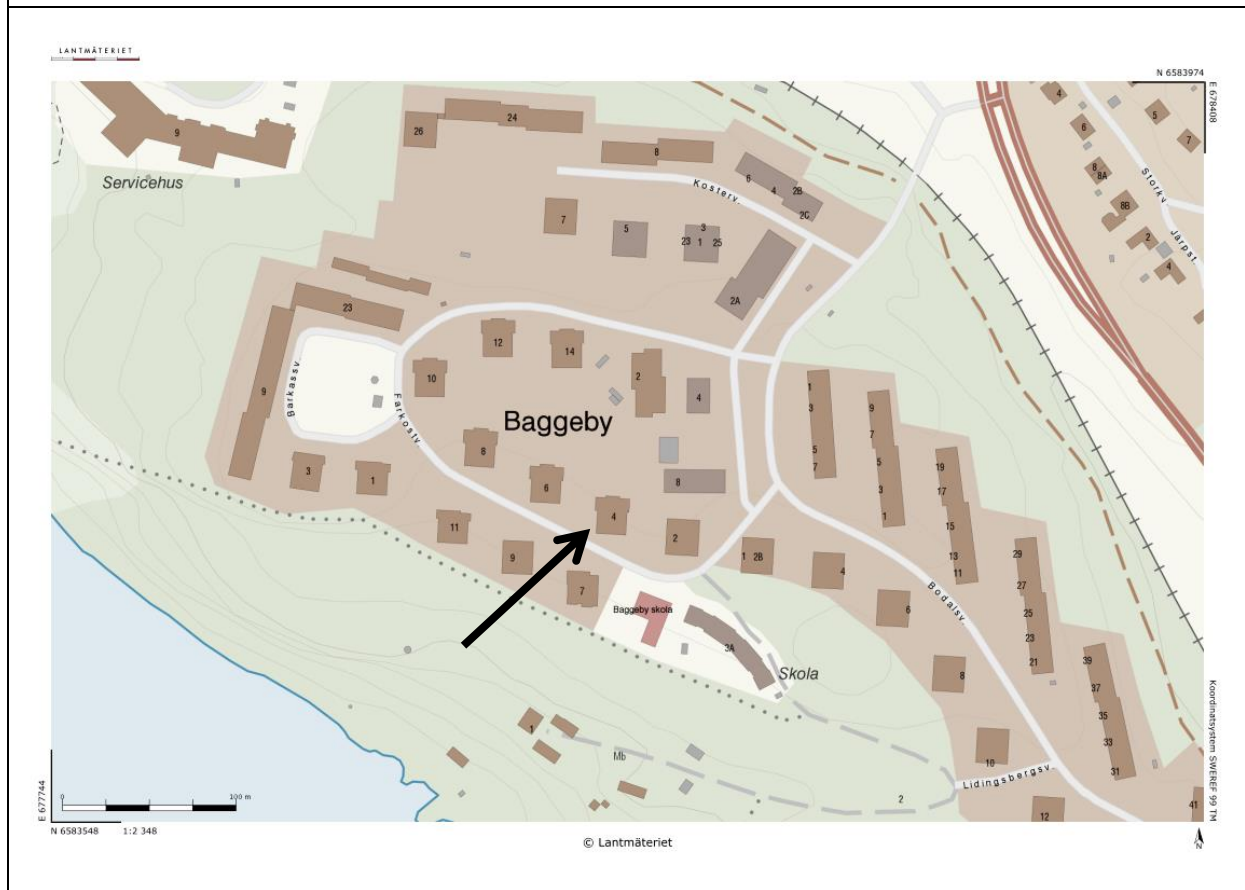 LANTMÄTERIET
N 6583974
E 678408
9
Servicehus
26
24
8
Kosterv.
6
4
2B
2C
4
6
5
7
8
8A
8B
2
4
Storkv.
Järpst.
7
5
3
23 1 25
2A
23
9
Barkassv.
Farkostv.
12
14
10
2
4
Baggeby
8
6
4
8
2
3
1
11
9
7
1
3
5
7
9
7
5
3
1
19
17
15
13
11
29
27
25
23
21
39
37
35
33
31
1 2B
4
6
8
10
12
41
Bodalsv.
Lidingsbergsv.
Baggeby skola
3A
Skola
1
Mb
2
Koordinatsystem SWEREF 99 TM
E 677744
0 100 m
N 6583548 1:2 348
© Lantmäteriet
N